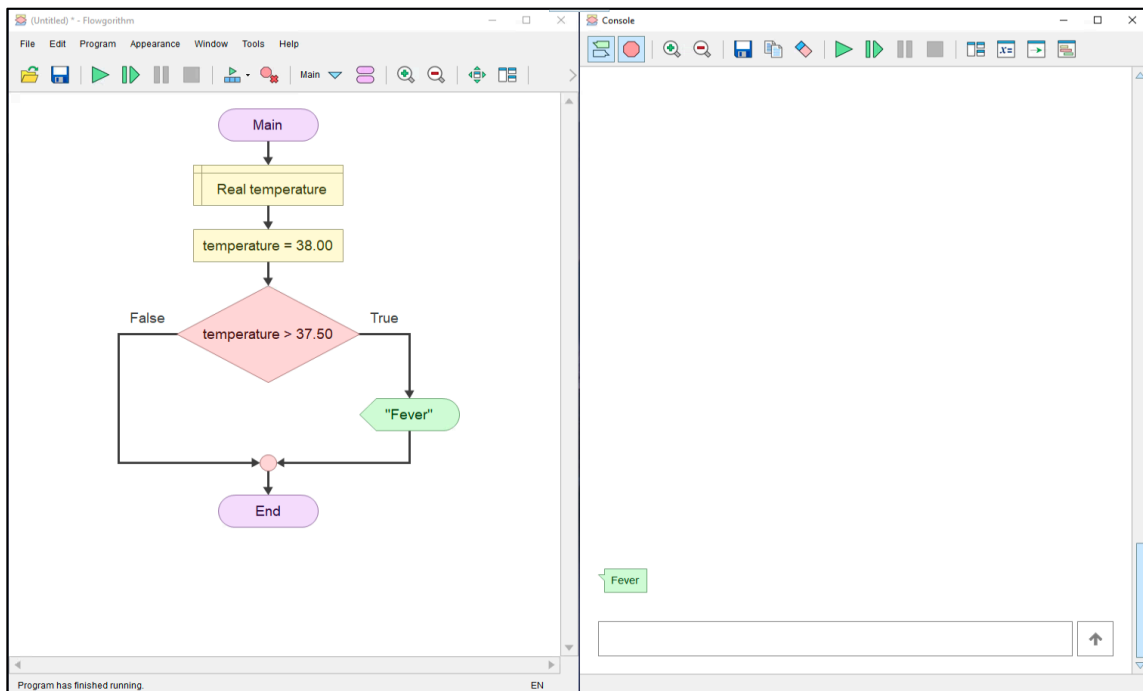 (Untitled) * - Flowgorithm
File Edit Program Appearance Window Tools Help
Main
Main
Real temperature
temperature = 38.00
False
True
temperature > 37.50
"Fever"
End
Program has finished running.
EN
Console
x=
Fever